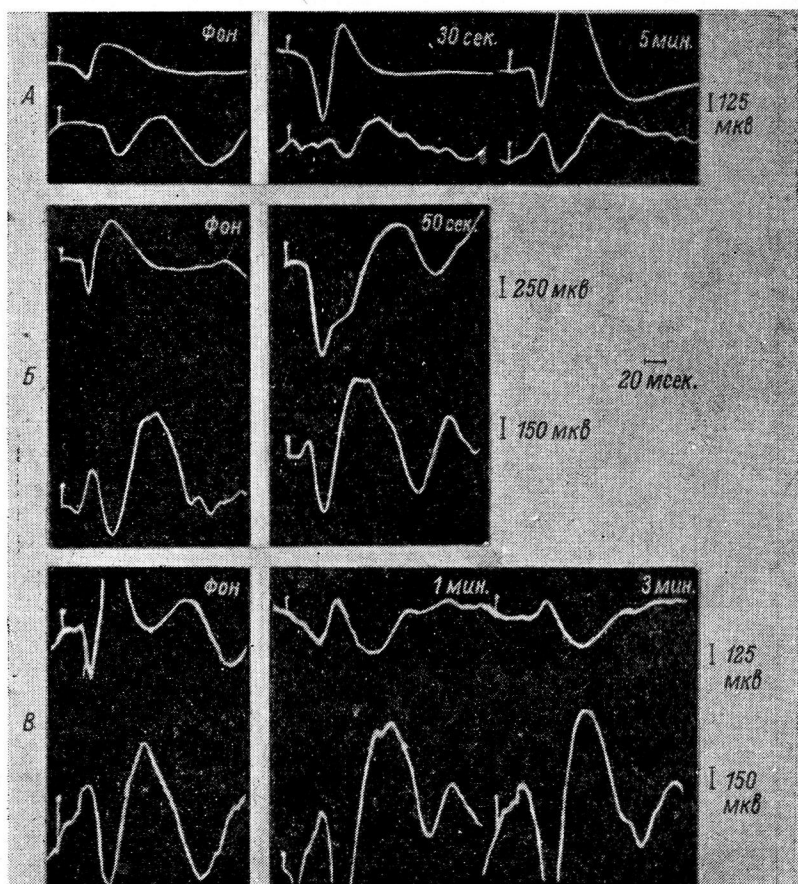 Фон
30 сек.
5 мин.
А
125
мкв
Фон
50 сек.
250 мкв
Б
20 мсек.
150 мкв
Фон
1 мин.
3 мин.
125
мкв
В
150
мкв